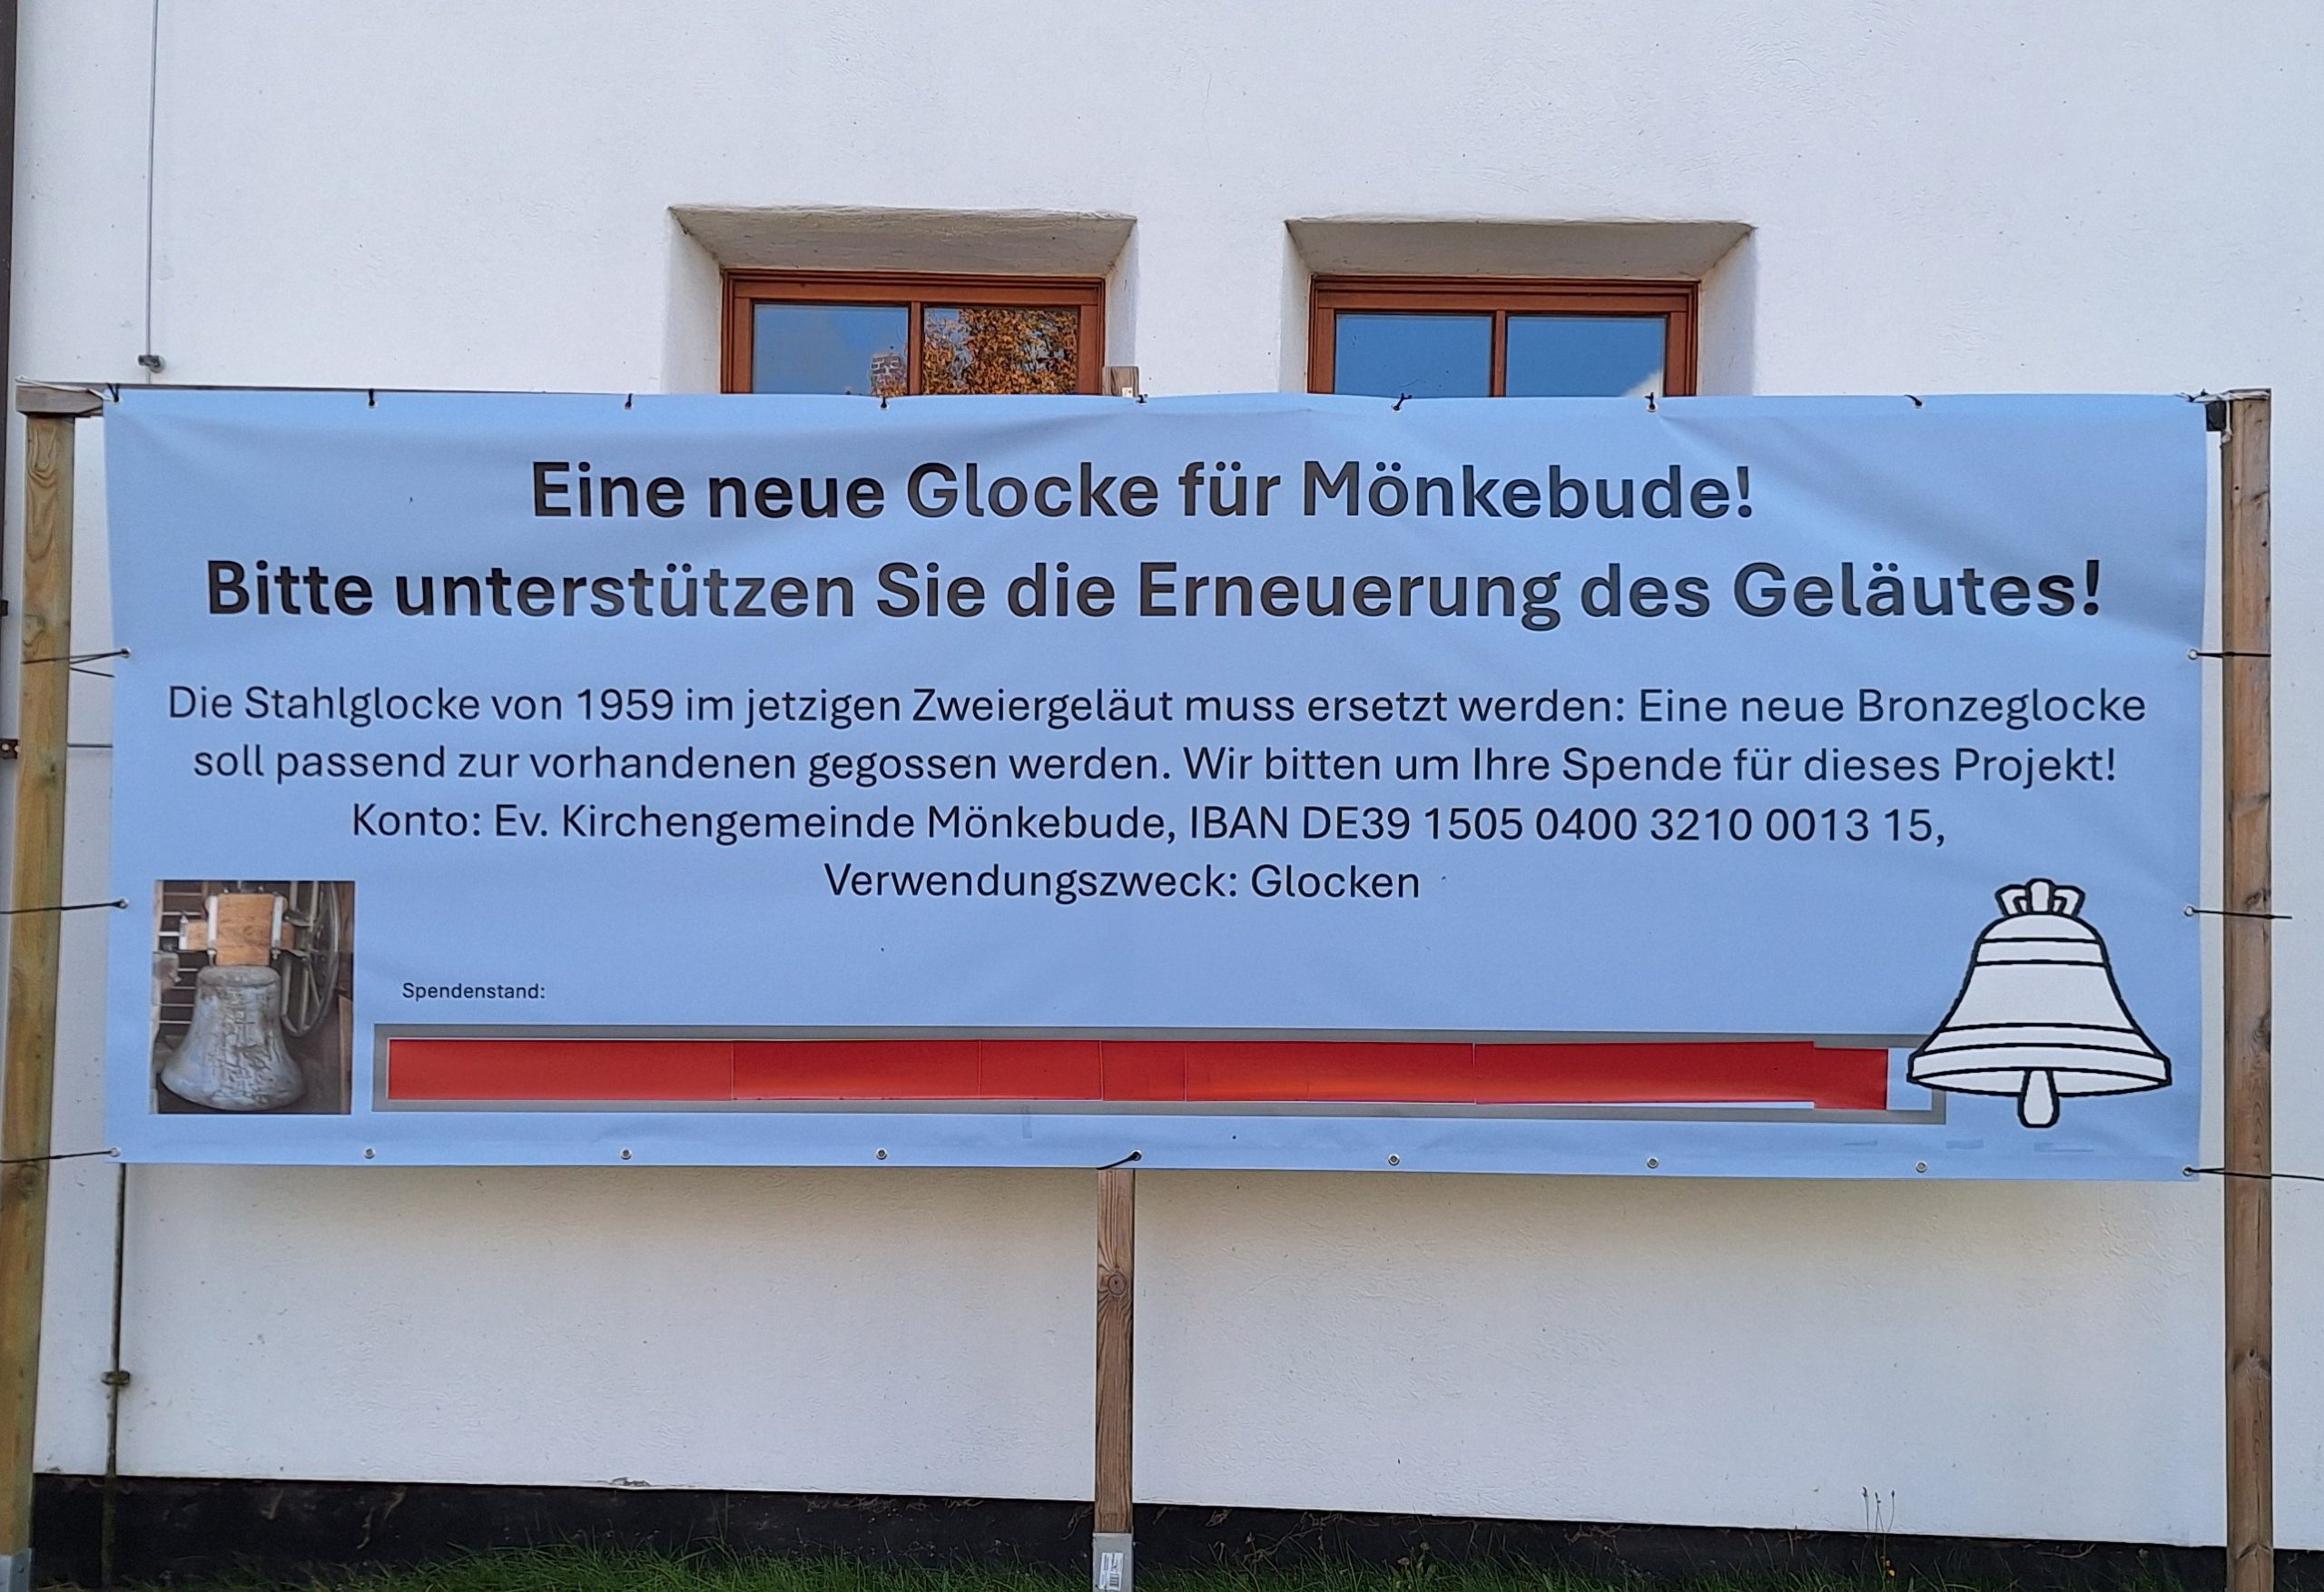 Eine neue Glocke für Mönkebude!
Bitte unterstützen Sie die Erneuerung des Geläutes!
Die Stahlglocke von 1959 im jetzigen Zweiergeläut muss ersetzt werden: Eine neue Bronzeglocke
soll passend zur vorhandenen gegossen werden. Wir bitten um Ihre Spende für dieses Projekt!
Konto: Ev. Kirchengemeinde Mönkebude, IBAN DE39 1505 0400 3210 0013 15,
Verwendungszweck: Glocken
Spendenstand: